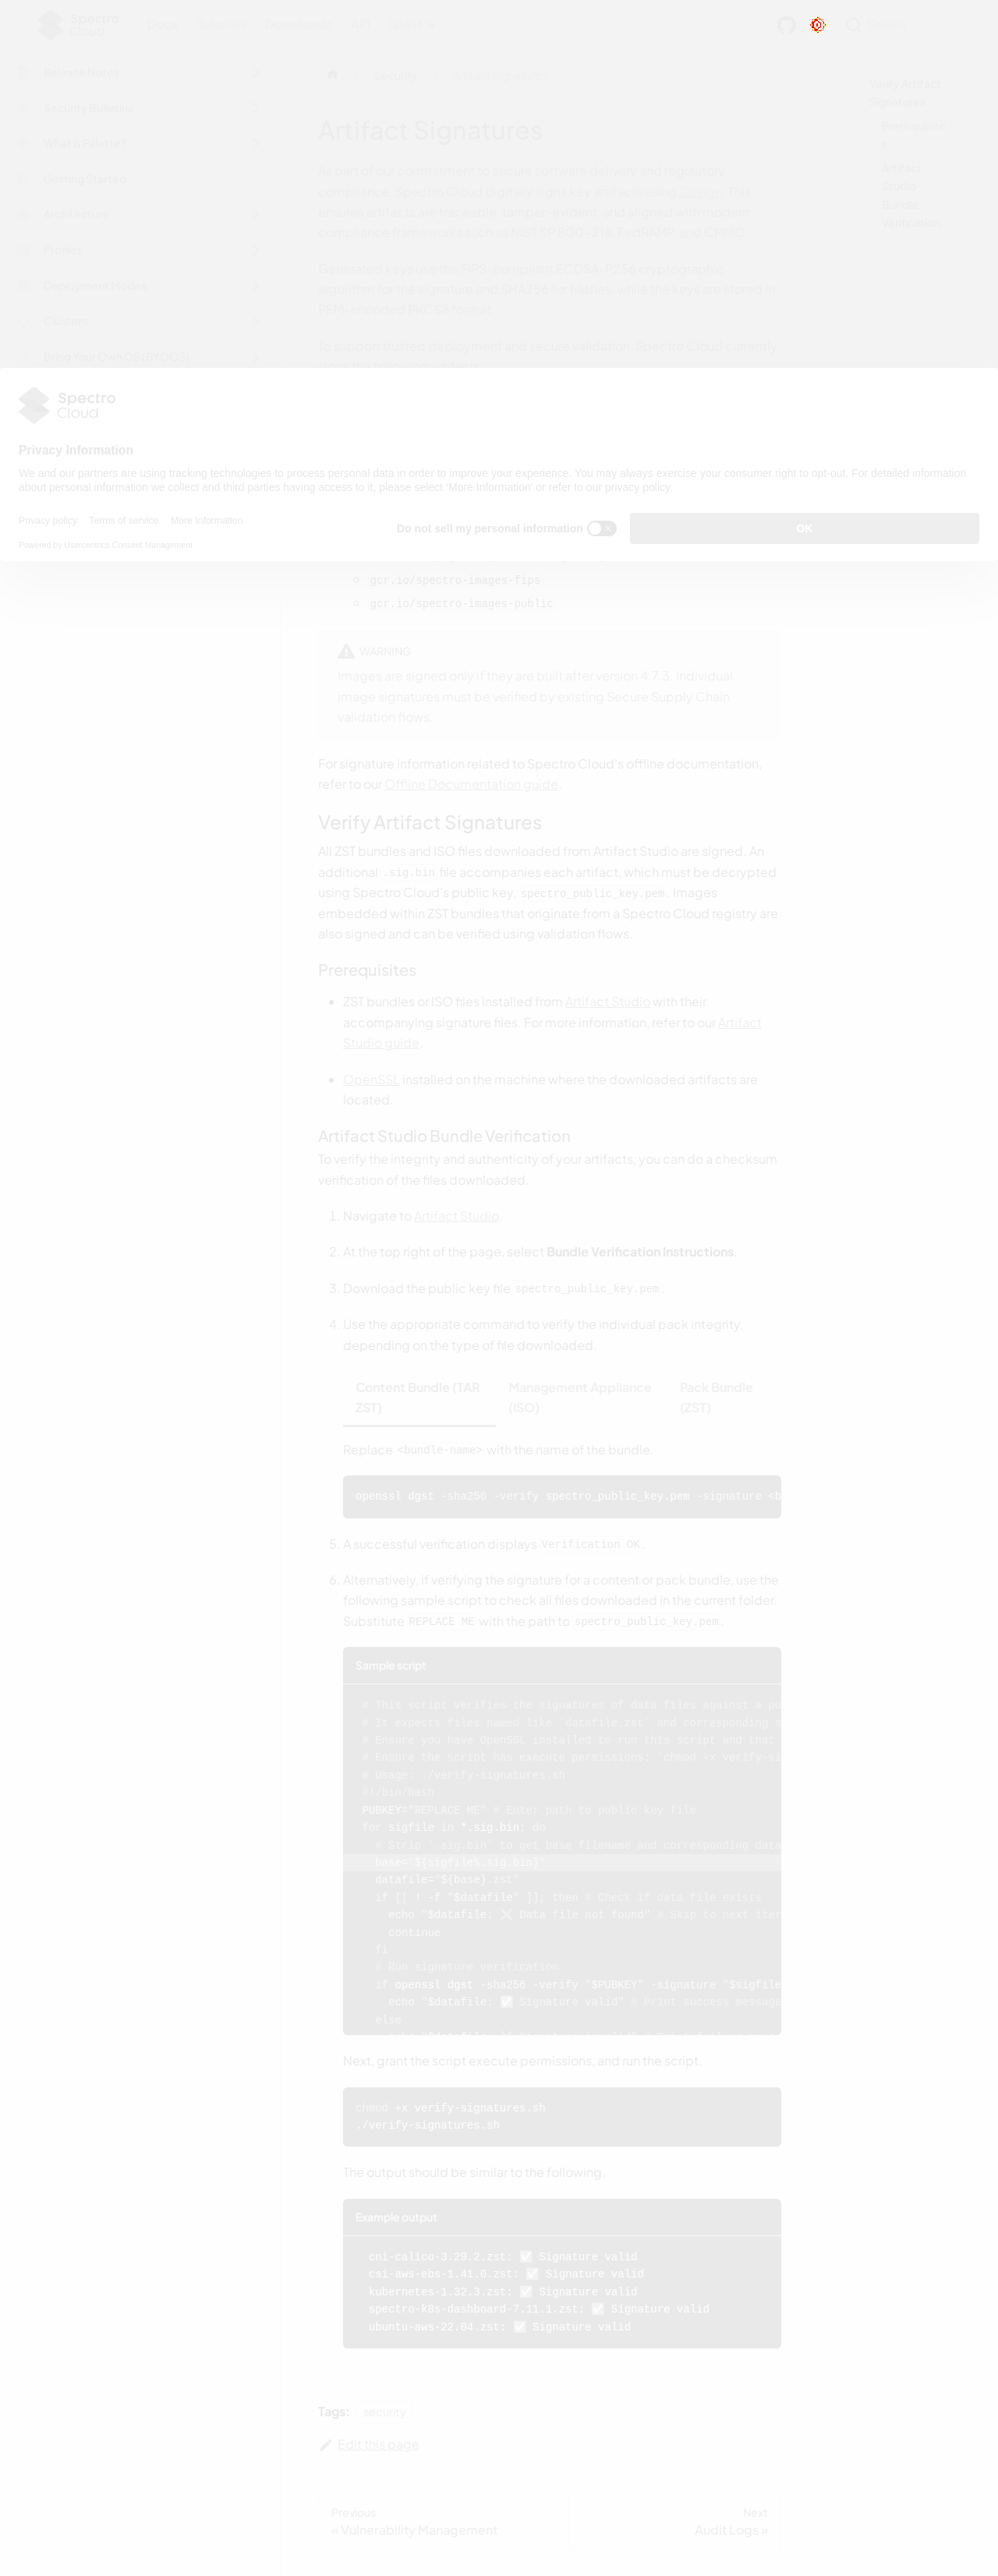 Spectro
Cloud
Docs
Tutorials
Downloads
API
latest
Search
Release Notes
Security Bulletins
What is Palette?
Getting Started
Architecture
Profiles
Deployment Modes
Clusters
Bring Your Own OS (BYOOS)
Security
Artifact Signatures
Artifact Signatures
As part of our commitment to secure software delivery and regulatory
compliance, Spectro Cloud digitally signs key artifacts using
ensures artifacts are traceable, tamper-evident, and aligned with modern
compliance frameworks such as NIST SP 800-218, FedRAMP, and CMMC.
Generated keys use the FIPS-compliant ECDSA-P256 cryptographic
algorithm for the signature and SHA256 for hashes, while the keys are stored in
PEM-encoded PKCS8 format.
To support trusted deployment and secure validation, Spectro Cloud currently
Verify Artifact
Signatures
Prerequisites
Artifact
Studio
Bundle
Verification
Spectro
Cloud
Privacy Information
We and our partners are using tracking technologies to process personal data in order to improve your experience. You may always exercise your consumer right to opt-out. For detailed information
about personal information we collect and third parties having access to it, please select 'More Information' or refer to our privacy policy.
Privacy policy
Terms of service
More Information
Powered by Usercentrics Consent Management
Do not sell my personal information
OK
gcr.io/spectro-images-fips
gcr.io/spectro-images-public
WARNING
Images are signed only if they are built after version 4.7.3. Individual
image signatures must be verified by existing Secure Supply Chain
validation flows.
For signature information related to Spectro Cloud's offline documentation,
refer to our Offline Documentation guide.
Verify Artifact Signatures
All ZST bundles and ISO files downloaded from Artifact Studio are signed. An
additional .sig.bin file accompanies each artifact, which must be decrypted
using Spectro Cloud's public key, spectro_public_key.pem. Images
embedded within ZST bundles that originate from a Spectro Cloud registry are
also signed and can be verified using validation flows.
Prerequisites
ZST bundles or ISO files installed from Artifact Studio with their
accompanying signature files. For more information, refer to our Artifact
Studio guide.
OpenSSL installed on the machine where the downloaded artifacts are
located.
Artifact Studio Bundle Verification
To verify the integrity and authenticity of your artifacts, you can do a checksum
verification of the files downloaded.
1. Navigate to Artifact Studio.
2. At the top right of the page, select Bundle Verification Instructions.
3. Download the public key file spectro_public_key.pem.
4. Use the appropriate command to verify the individual pack integrity,
depending on the type of file downloaded.
Content Bundle (TAR
ZST)
Management Appliance
(ISO)
Pack Bundle
(ZST)
Replace <bundle-name> with the name of the bundle.
openssl dgst -sha256 -verify spectro_public_key.pem -signature <b
5. A successful verification displays Verification OK.
6. Alternatively, if verifying the signature for a content or pack bundle, use the
following sample script to check all files downloaded in the current folder.
Substitute REPLACE ME with the path to spectro_public_key.pem.
Sample script
# This script verifies the signatures of data files against a pu
# It expects files named like `datafile.zst` and corresponding s
# Ensure you have OpenSSL installed to run this script and that
# Ensure the script has execute permissions: `chmod +x verify-si
# usage: ./verify-signatures.sh
#!/bin/bash
PUBKEY="REPLACE ME" # Enter path to public key file
for sigfile in *.sig.bin; do
# Strip '.sig.bin' to get base filename and corresponding data
base="${sigfile%.sig.bin}"
datafile="${base}.zst"
if [[ ! -f "$datafile" ]]; then # Check if data file exists
echo "$datafile: ❌ Data file not found" # Skip to next iter
continue
fi
# Run signature verification
if openssl dgst -sha256 -verify "$PUBKEY" -signature "$sigfile
echo "$datafile: ✅ Signature valid" # Print success message
else
Next, grant the script execute permissions, and run the script.
chmod +x verify-signatures.sh
./verify-signatures.sh
The output should be similar to the following.
Example output
cni-calico-3.29.2.zst: ✅ Signature valid
csi-aws-ebs-1.41.0.zst: ✅ Signature valid
kubernetes-1.32.3.zst: ✅ Signature valid
spectro-k8s-dashboard-7.11.1.zst: ✅ Signature valid
ubuntu-aws-22.04.zst: ✅ Signature valid
Tags:
security
Edit this page
Previous
« Vulnerability Management
Next
Audit Logs »